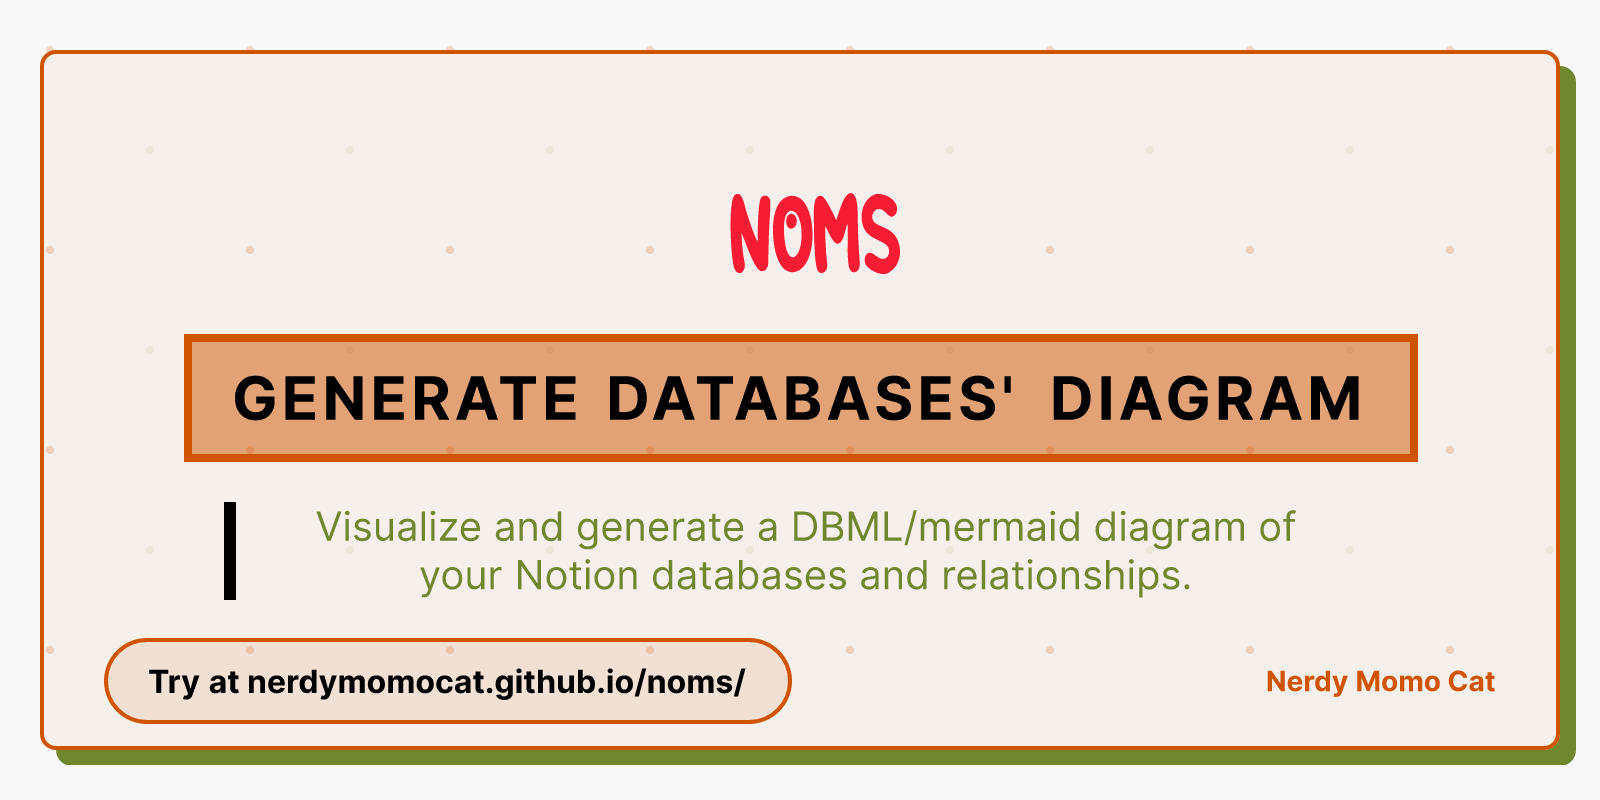 NOMS
GENERATE DATABASES' DIAGRAM
Visualize and generate a DBML/mermaid diagram of
your Notion databases and relationships.
Try at nerdymomocat.github.io/noms/
Nerdy Momo Cat